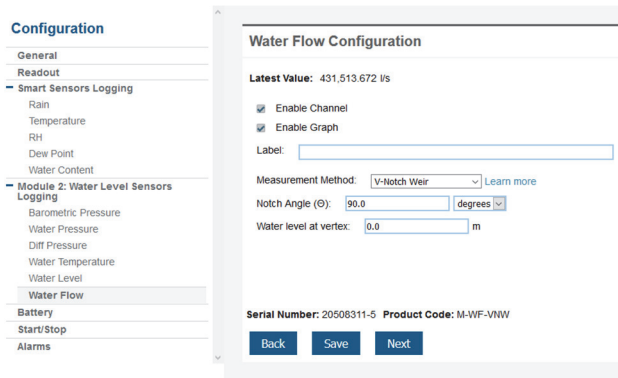 Configuration
General
Readout
Smart Sensors Logging
Rain
Temperature
RH
Dew Point
Water Content
Module 2: Water Level Sensors
Logging
Barometric Pressure
Water Pressure
Diff Pressure
Water Temperature
Water Level
Water Flow
Battery
Start/Stop
Alarms
Water Flow Configuration
Latest Value: 431,513.672 l/s
Enable Channel
Enable Graph
Label:
Measurement Method: V-Notch Weir Learn more
Notch Angle (Θ): 90.0 degrees
Water level at vertex: 0.0 m
Serial Number: 20508311-5 Product Code: M-WF-VNW
Back Save Next